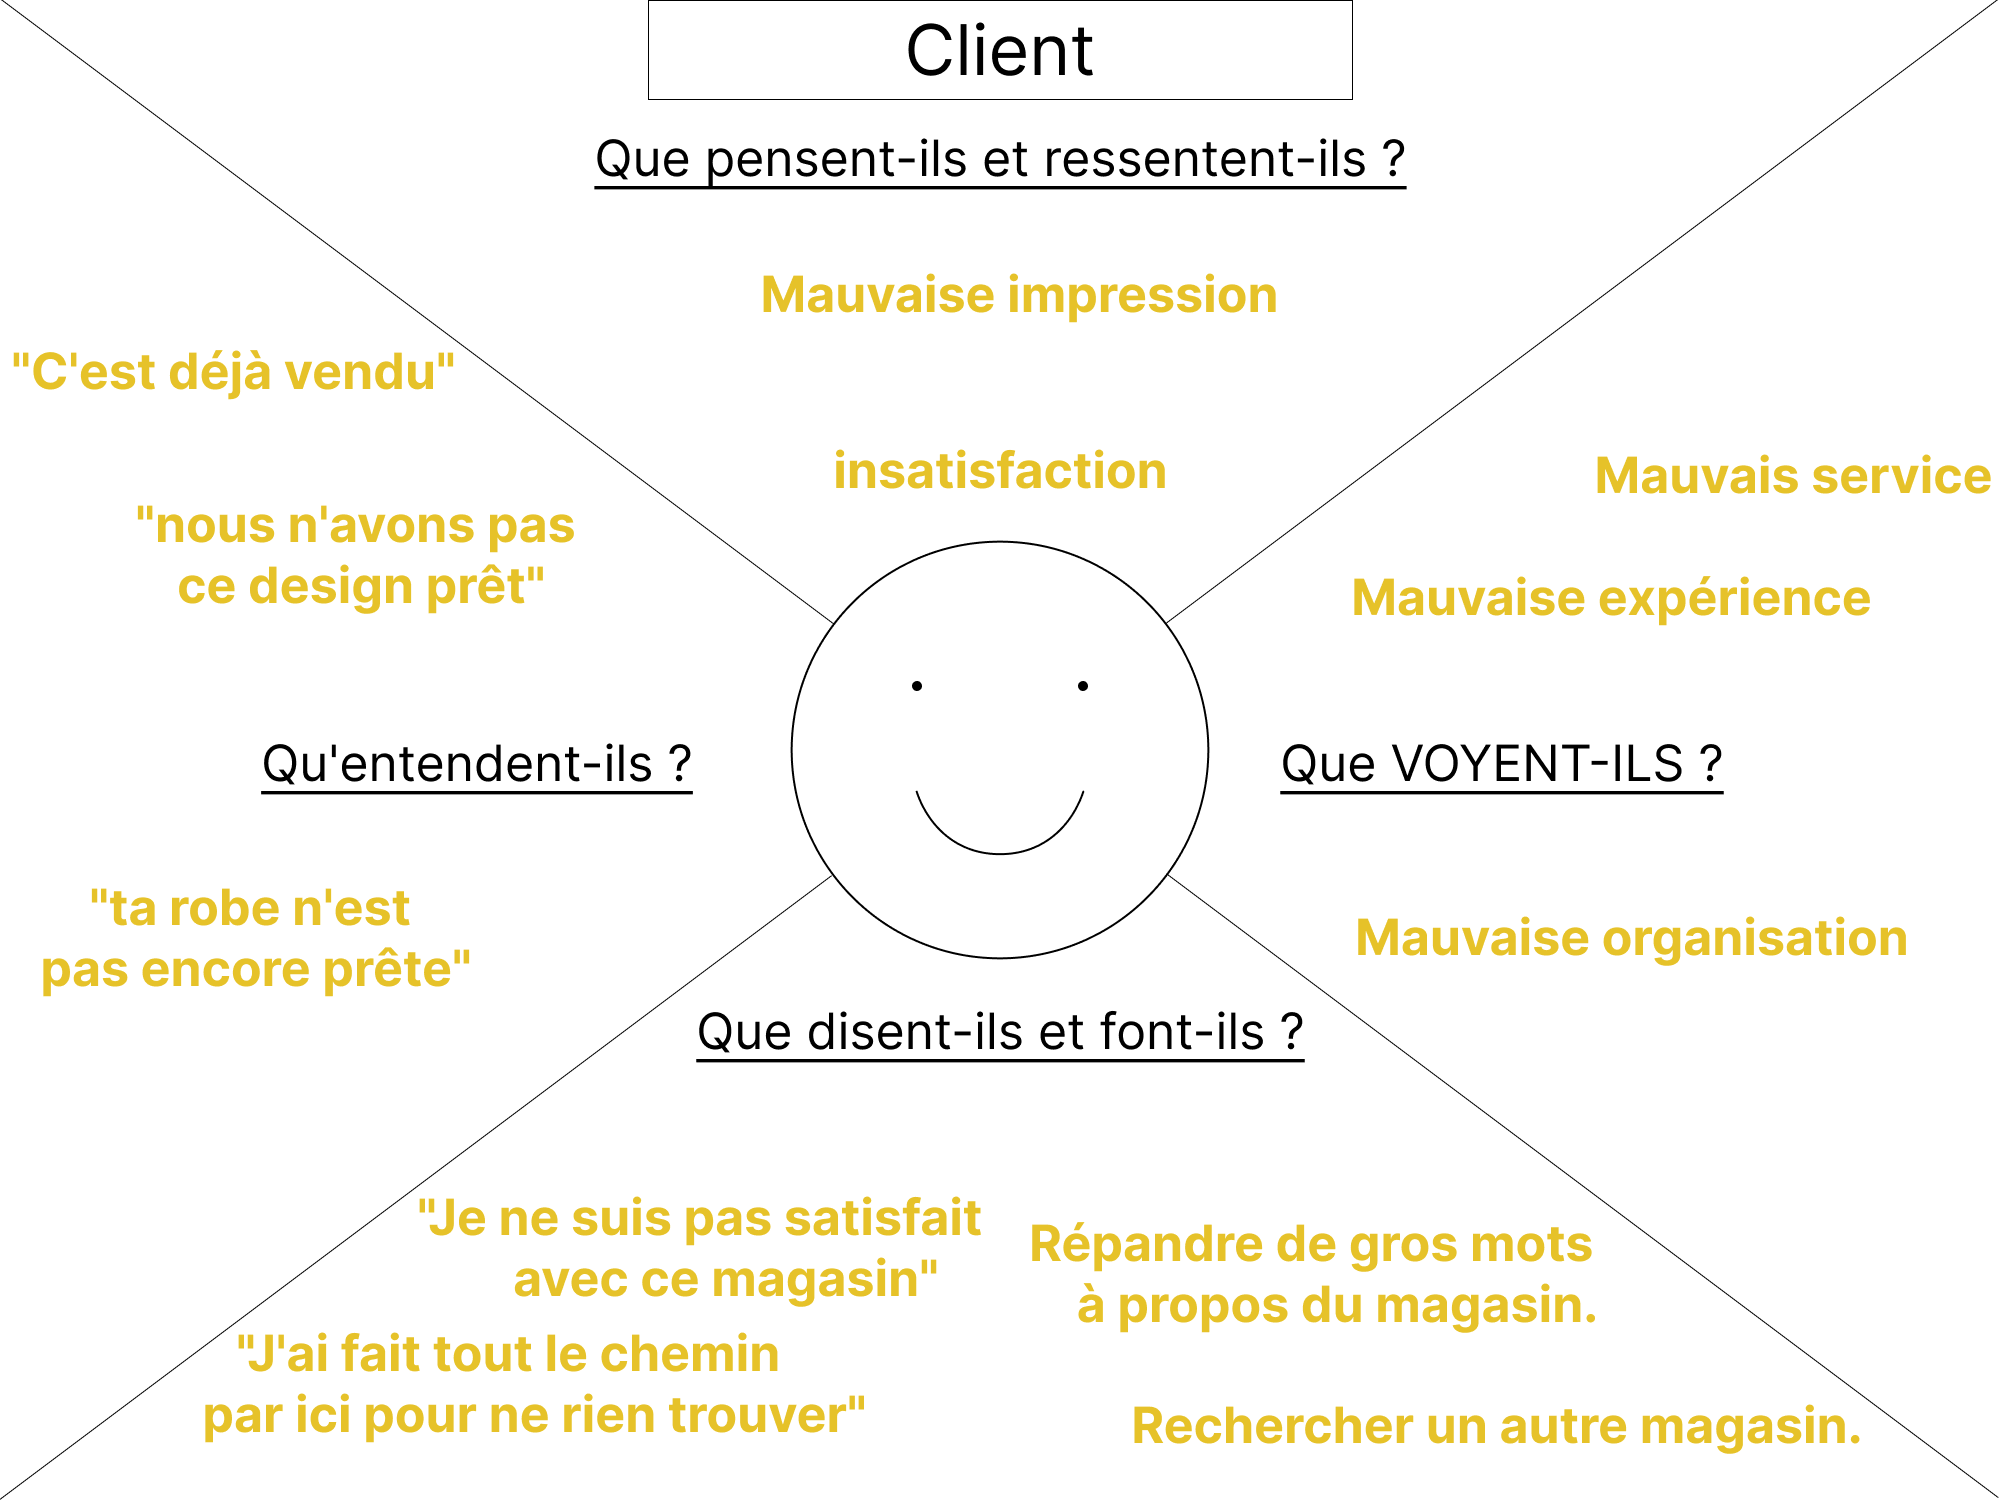 Client
Que pensent-ils et ressentent-ils ?
Mauvaise impression
insatisfaction
"C'est déjà vendu"
"nous n'avons pas
ce design prêt"
Qu'entendent-ils ?
"ta robe n'est
pas encore prête"
Mauvais service
Mauvaise expérience
Que VOYENT-ILS ?
Mauvaise organisation
Que disent-ils et font-ils ?
"Je ne suis pas satisfait
avec ce magasin"
"J'ai fait tout le chemin
par ici pour ne rien trouver"
Répandre de gros mots
à propos du magasin.
Rechercher un autre magasin.